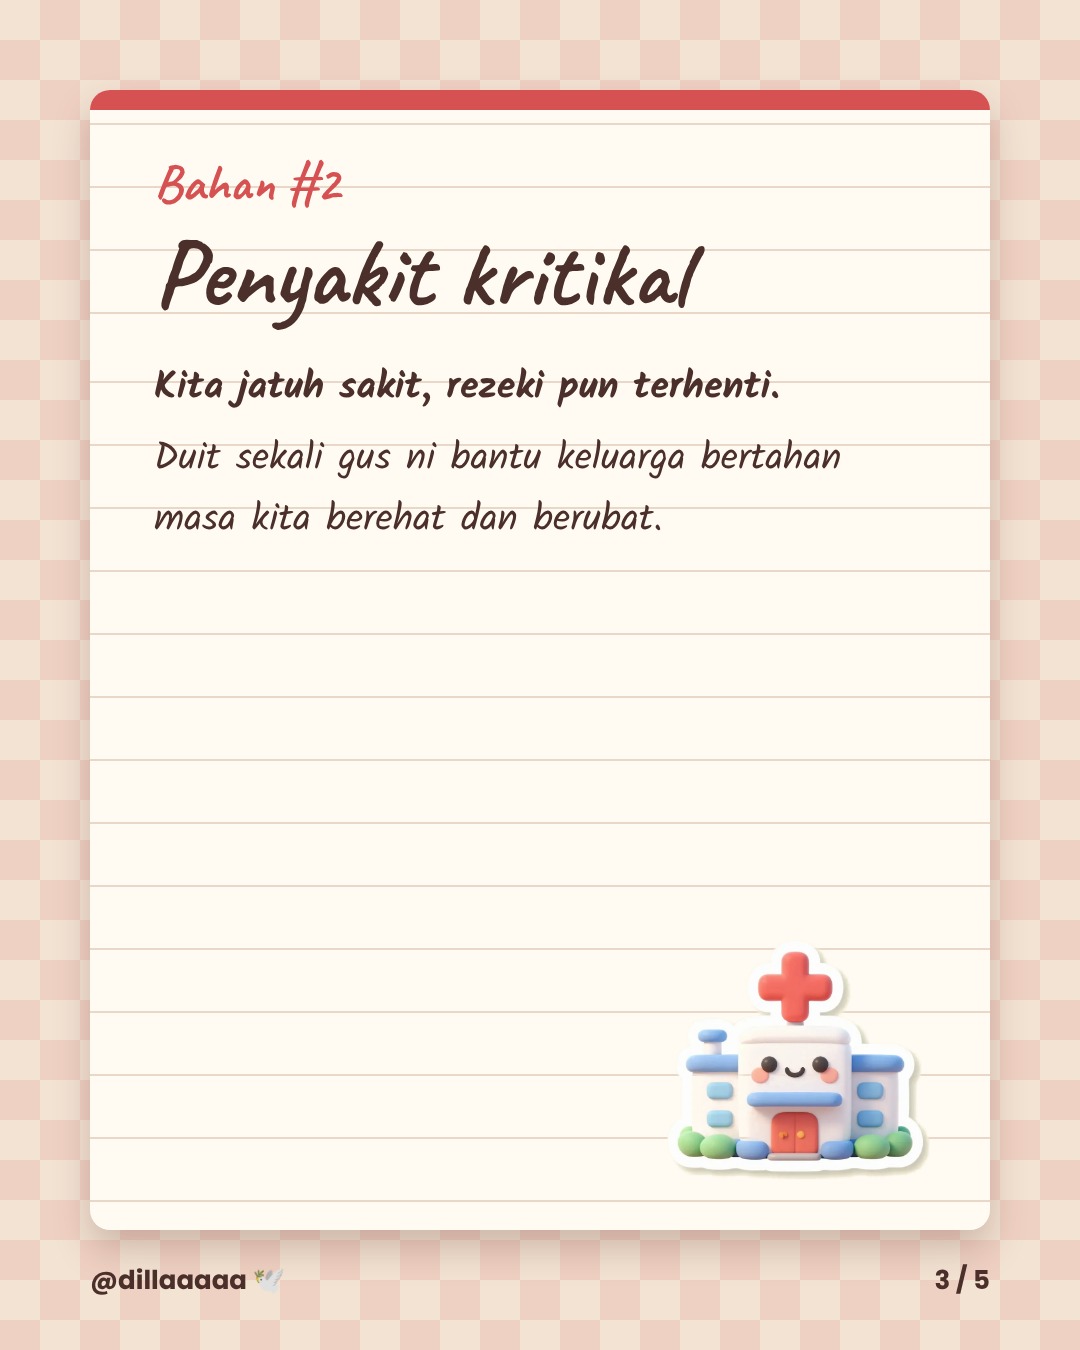 Bahan #2
Penyakit kritikal
Kita jatuh sakit, rezeki pun terhenti.
Duit sekali gus ni bantu keluarga bertahan
masa kita berehat dan berubat.
@dillaaaaa 🕊️
3 / 5